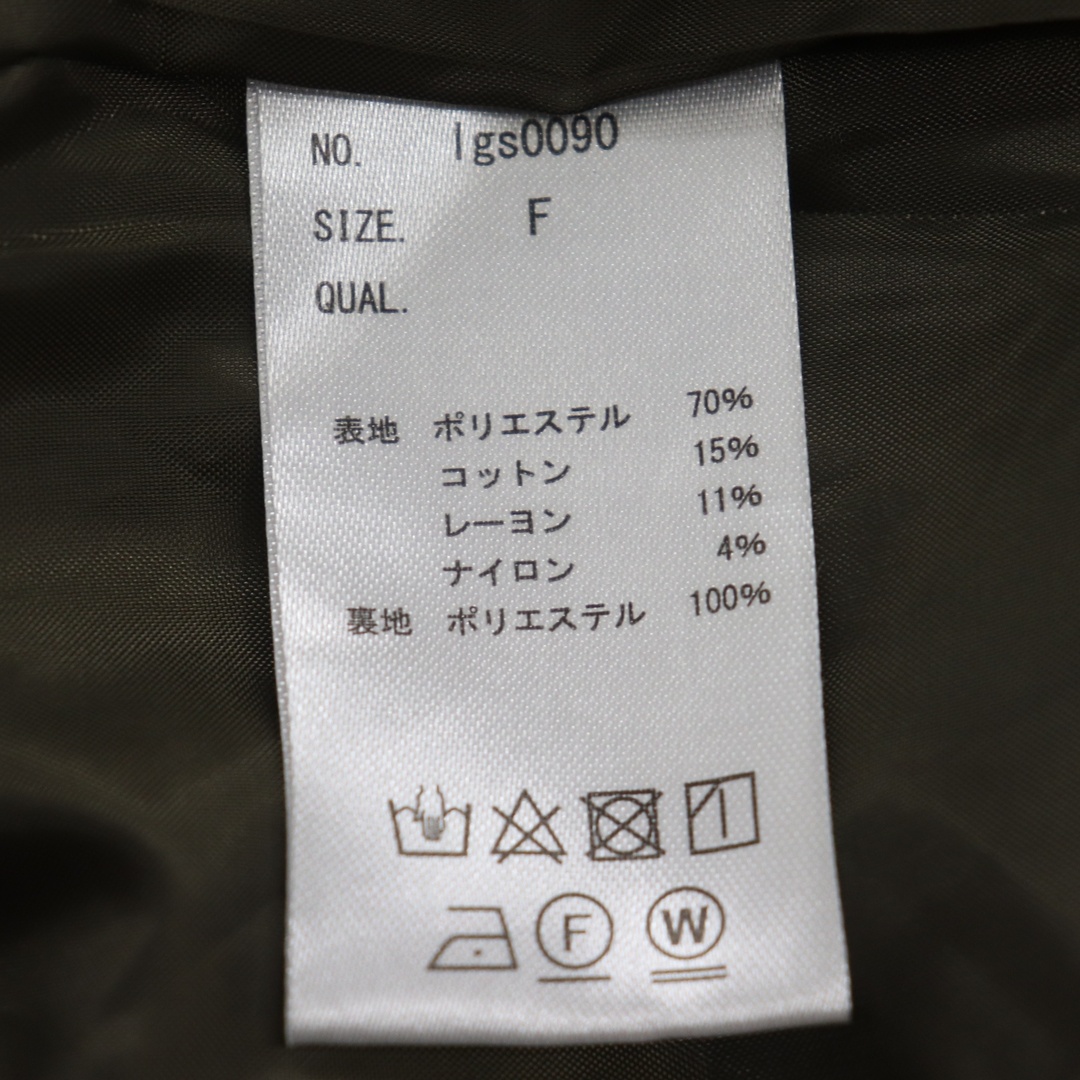 NO. lgs0090
SIZE. F
QUAL.
表地 ポリエステル 70%
コットン 15%
レーヨン 11%
ナイロン 4%
裏地 ポリエステル 100%
F W